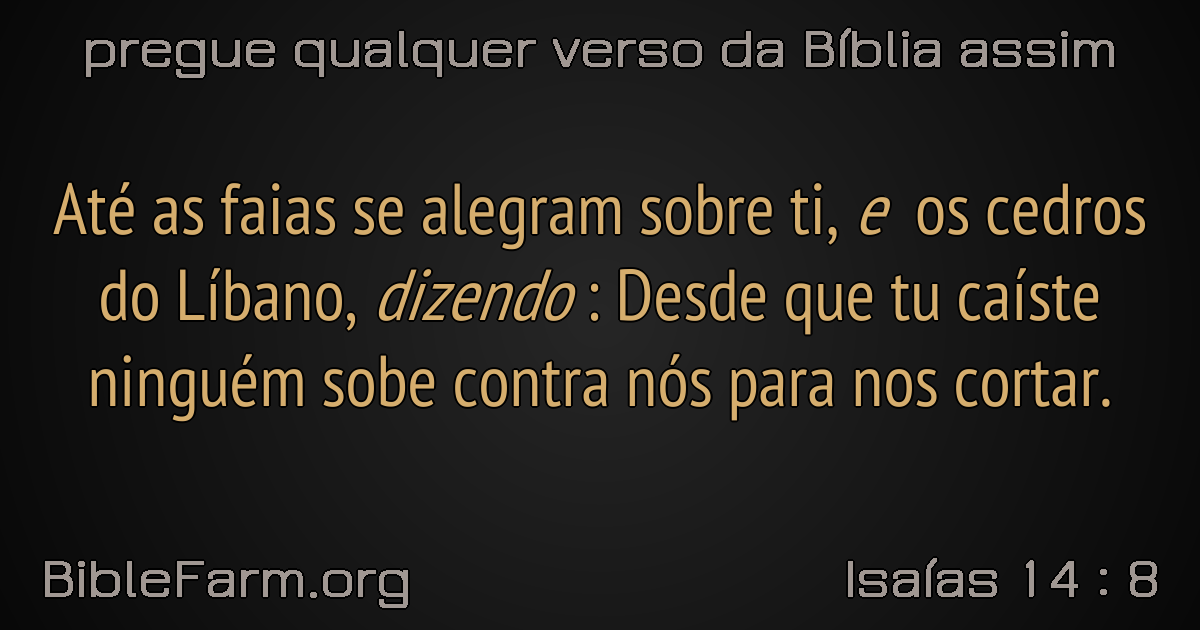 pregue qualquer verso da Bíblia assim
Até as faias se alegram sobre ti, e os cedros
do Líbano, dizendo : Desde que tu caíste
ninguém sobe contra nós para nos cortar.
BibleFarm.org
Isaías 14 : 8